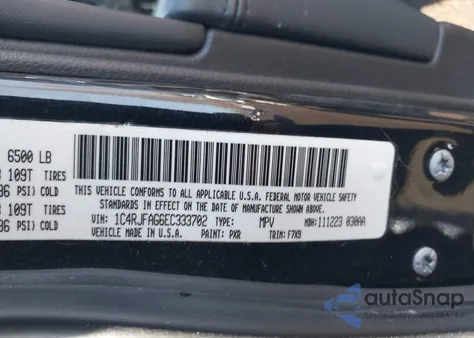 6500 LB
109T TIRES
36 PSI) COLD
109T TIRES
36 PSI) COLD
THIS VEHICLE CONFORMS TO ALL APPLICABLE U.S.A. FEDERAL MOTOR VEHICLE SAFETY
STANDARDS IN EFFECT ON THE DATE OF MANUFACTURE SHOWN ABOVE.
VIN: 1C4RJFAG6EC333702 TYPE: MPV MDH: 111223 030AA
VEHICLE MADE IN U.S.A. PAINT: PXR TRIM: F7X9
autoSnap